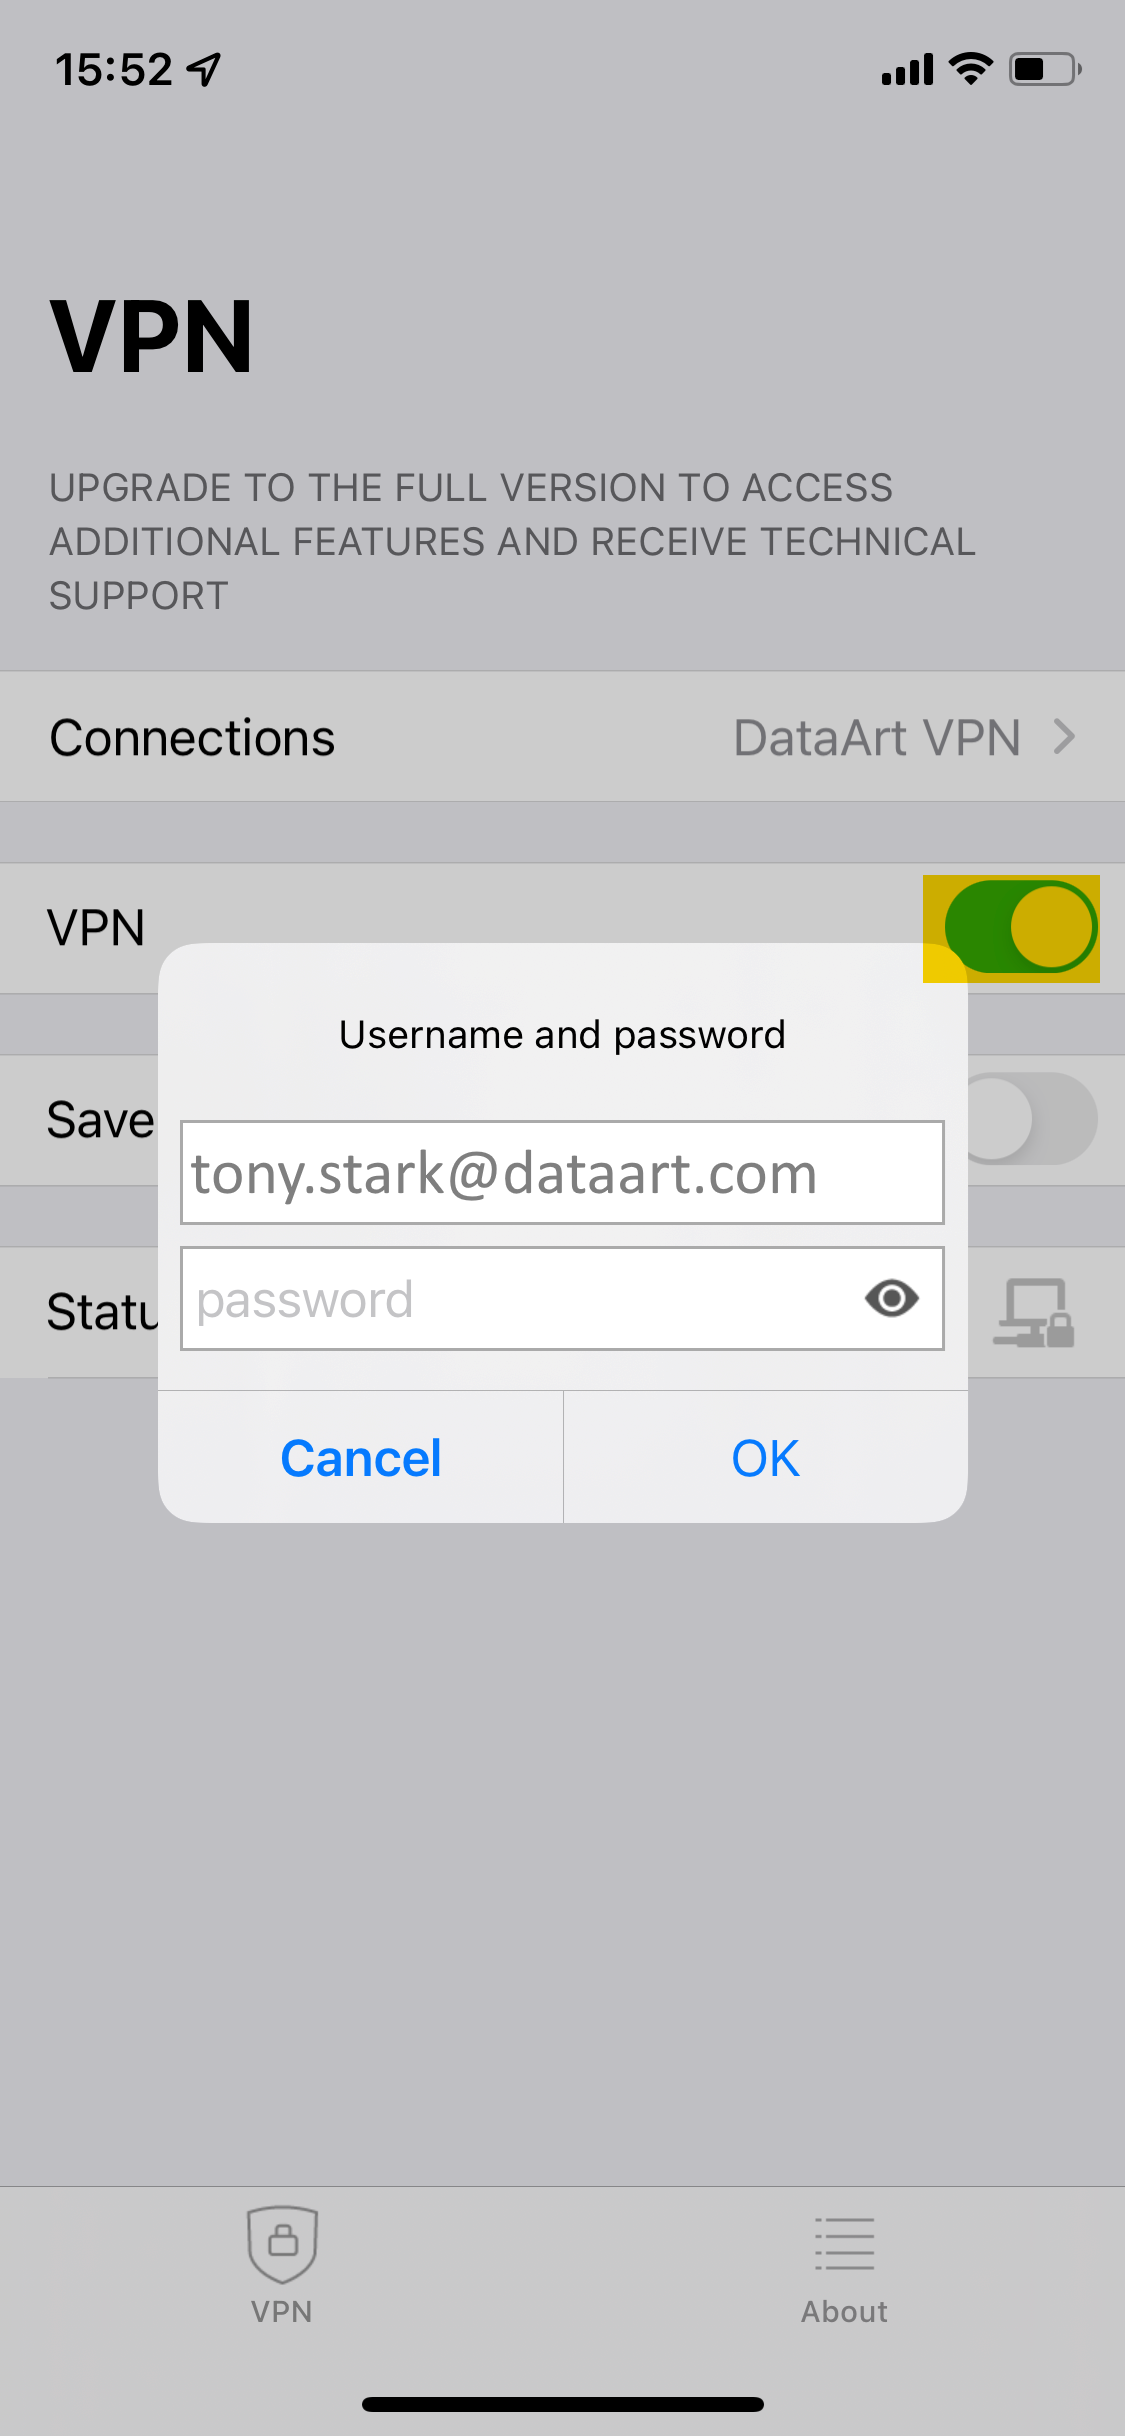 15:52
VPN
UPGRADE TO THE FULL VERSION TO ACCESS
ADDITIONAL FEATURES AND RECEIVE TECHNICAL
SUPPORT
Connections DataArt VPN
VPN
Username and password
Save
tony.stark@dataart.com
password
Statu
Cancel OK
VPN About